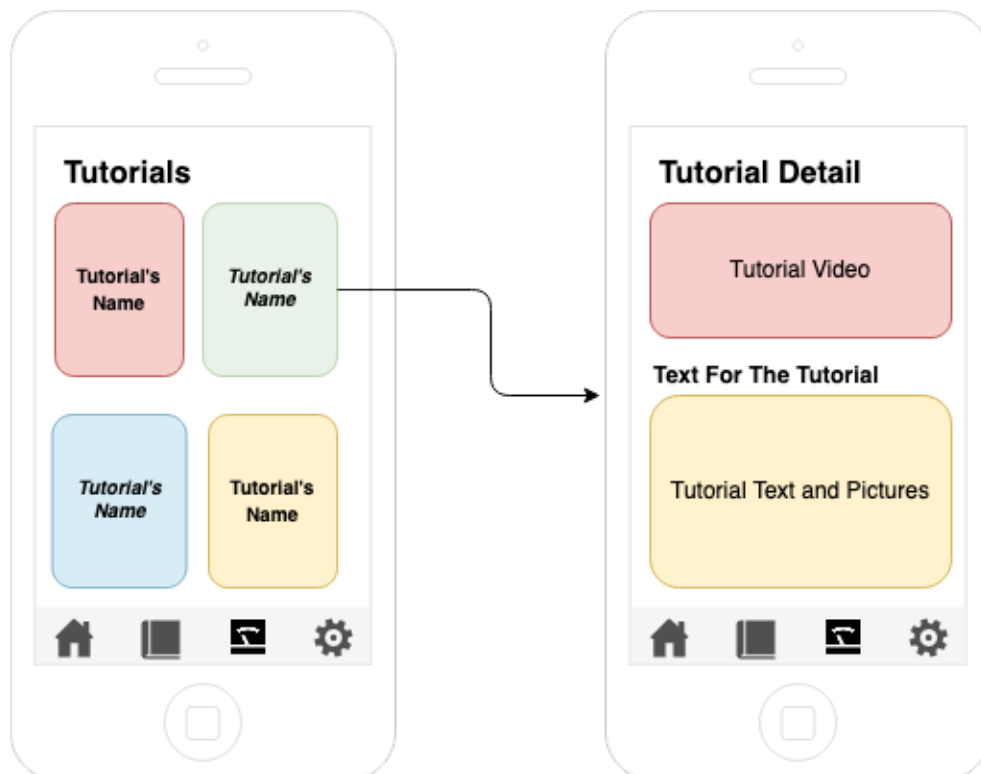 Tutorials
Tutorial's
Name
Tutorial's
Name
Tutorial's
Name
Tutorial's
Name
Tutorial Detail
Tutorial Video
Text For The Tutorial
Tutorial Text and Pictures